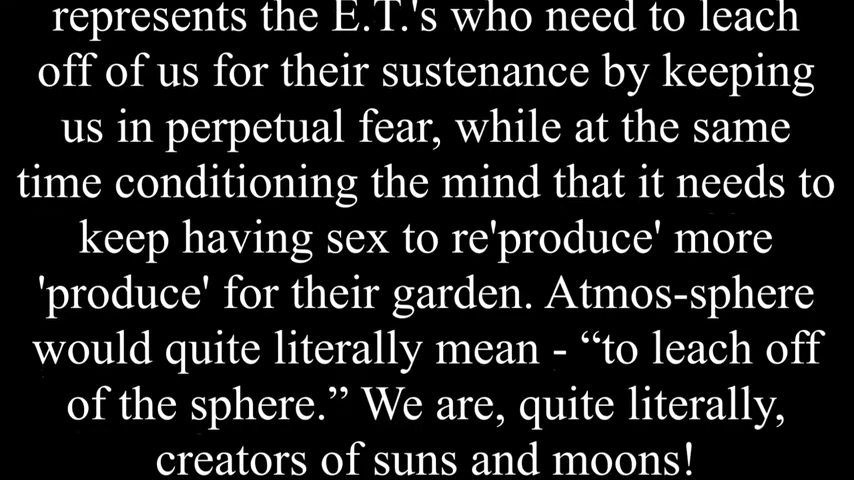 represents the E.T.'s who need to leach
off of us for their sustenance by keeping
us in perpetual fear, while at the same
time conditioning the mind that it needs to
keep having sex to re'produce' more
'produce' for their garden. Atmos-sphere
would quite literally mean - “to leach off
of the sphere.” We are, quite literally,
creators of suns and moons!